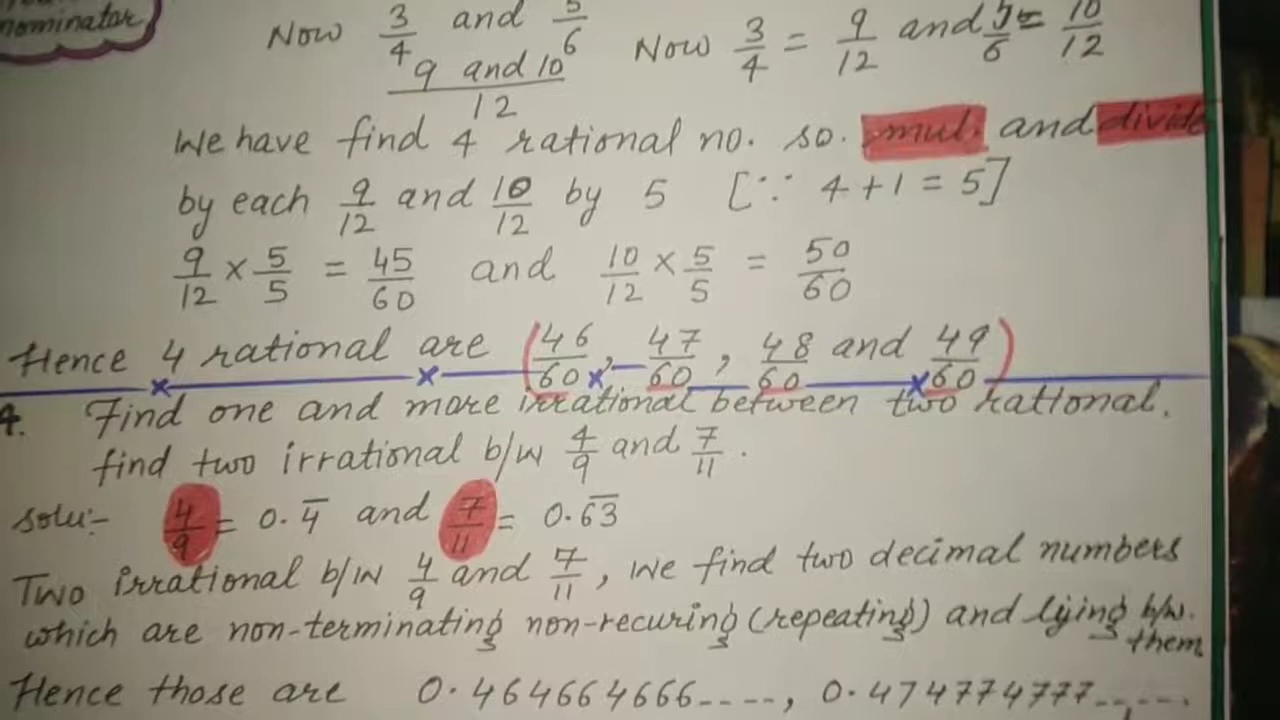 nominator
Now 3/4 and 5/6 Now 3/4 = 9/12 and 5/6 = 10/12
9 and 10/12
We have find 4 rational no. so. mul. and divide
by each 9/12 and 10/12 by 5 [∵ 4+1=5]
9/12 × 5/5 = 45/60 and 10/12 × 5/5 = 50/60
Hence 4 rational are (46/60, 47/60, 48/60 and 49/60)
4. Find one and more irrational between two rational.
find two irrational b/w 4/9 and 7/11.
Solu:- 4/9 = 0.4̅ and 7/11 = 0.6̅3̅
Two irrational b/w 4/9 and 7/11, we find two decimal numbers
which are non-terminating non-recuring (repeating) and lying b/w.
them
Hence those are 0.464664666----, 0.474774777------.